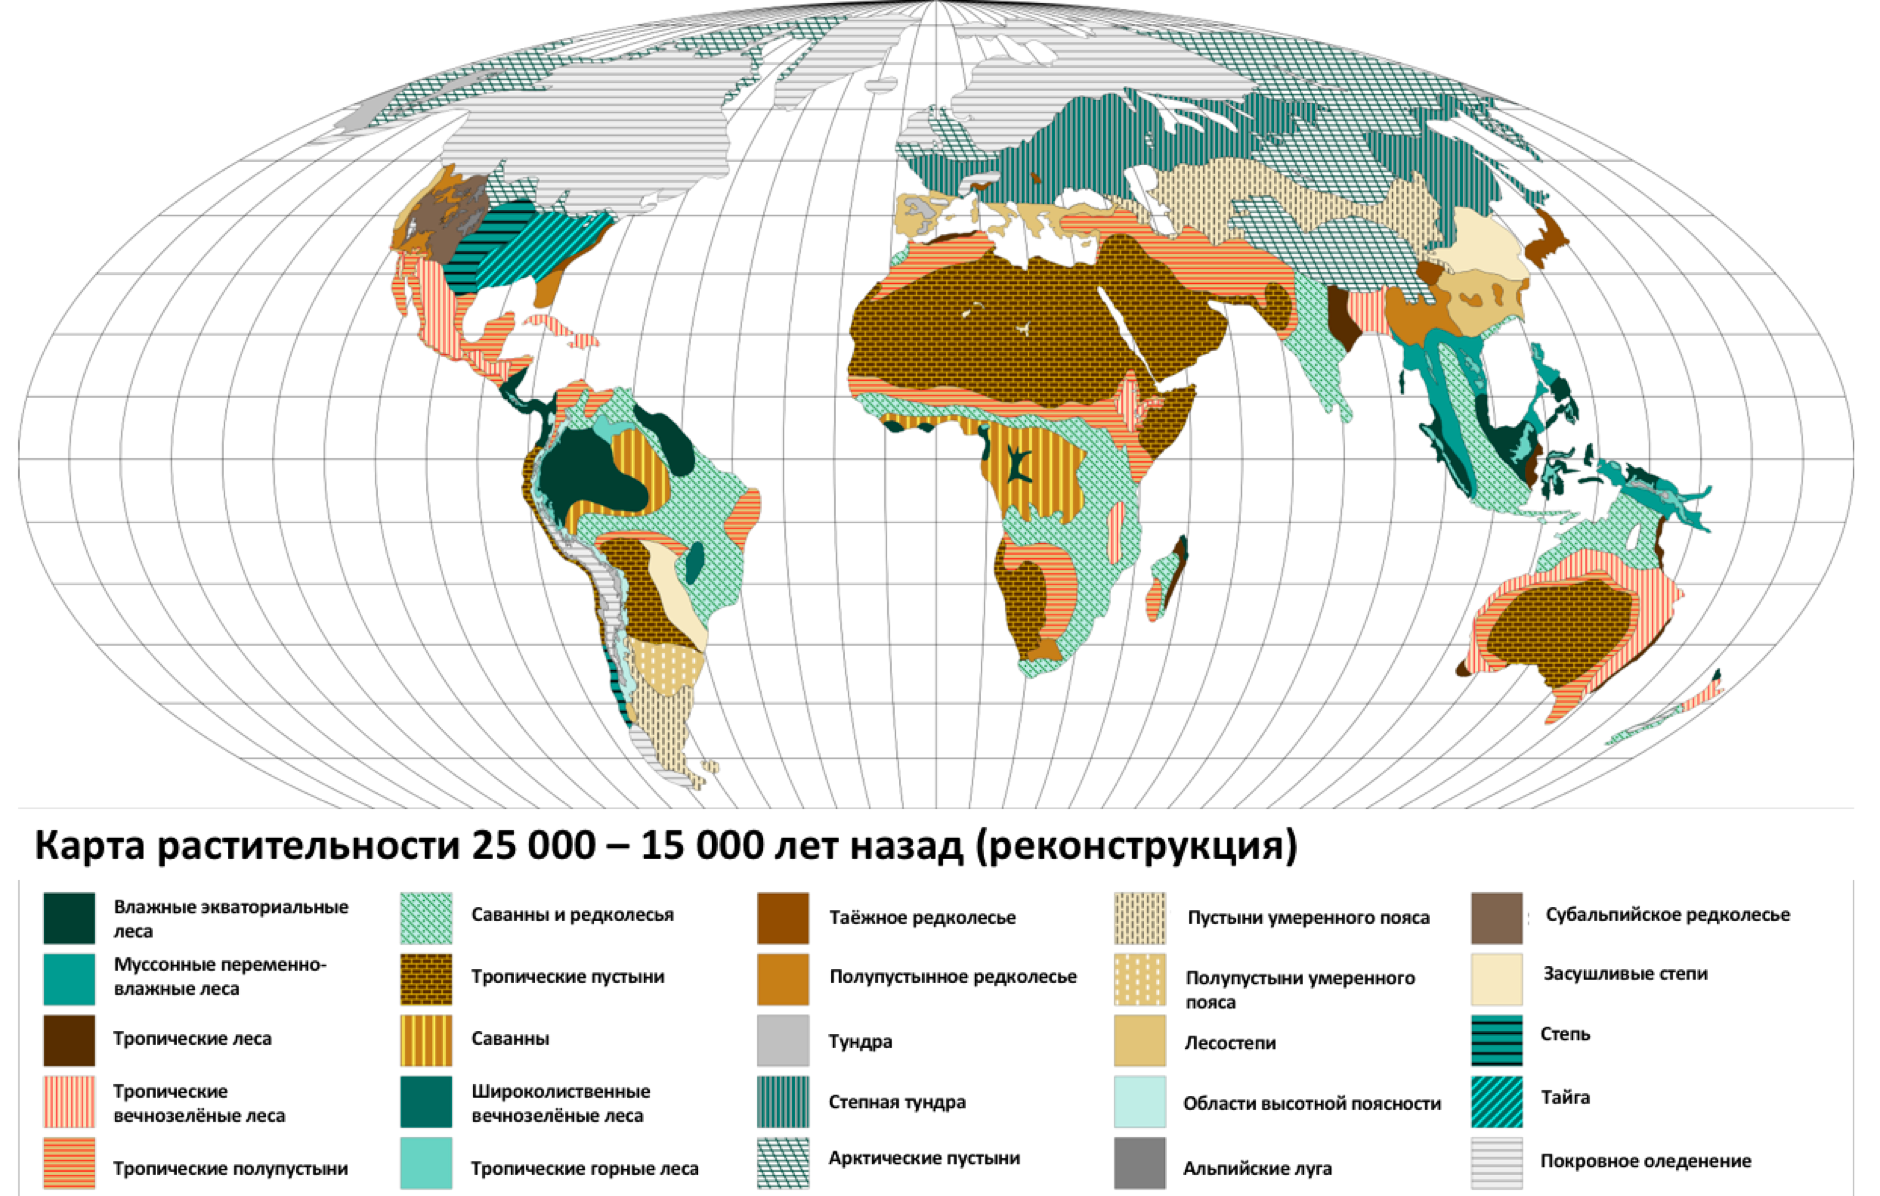 Карта растительности 25 000 – 15 000 лет назад (реконструкция)
Влажные экваториальные
леса
Муссонные переменно-
влажные леса
Тропические леса
Тропические
вечнозелёные леса
Тропические полупустыни
Саванны и редколесья
Тропические пустыни
Саванны
Широколиственные
вечнозелёные леса
Тропические горные леса
Таёжное редколесье
Полупустынное редколесье
Тундра
Степная тундра
Арктические пустыни
Пустыни умеренного пояса
Полупустыни умеренного
пояса
Лесостепи
Области высотной поясности
Альпийские луга
Субальпийское редколесье
Засушливые степи
Степь
Тайга
Покровное оледенение